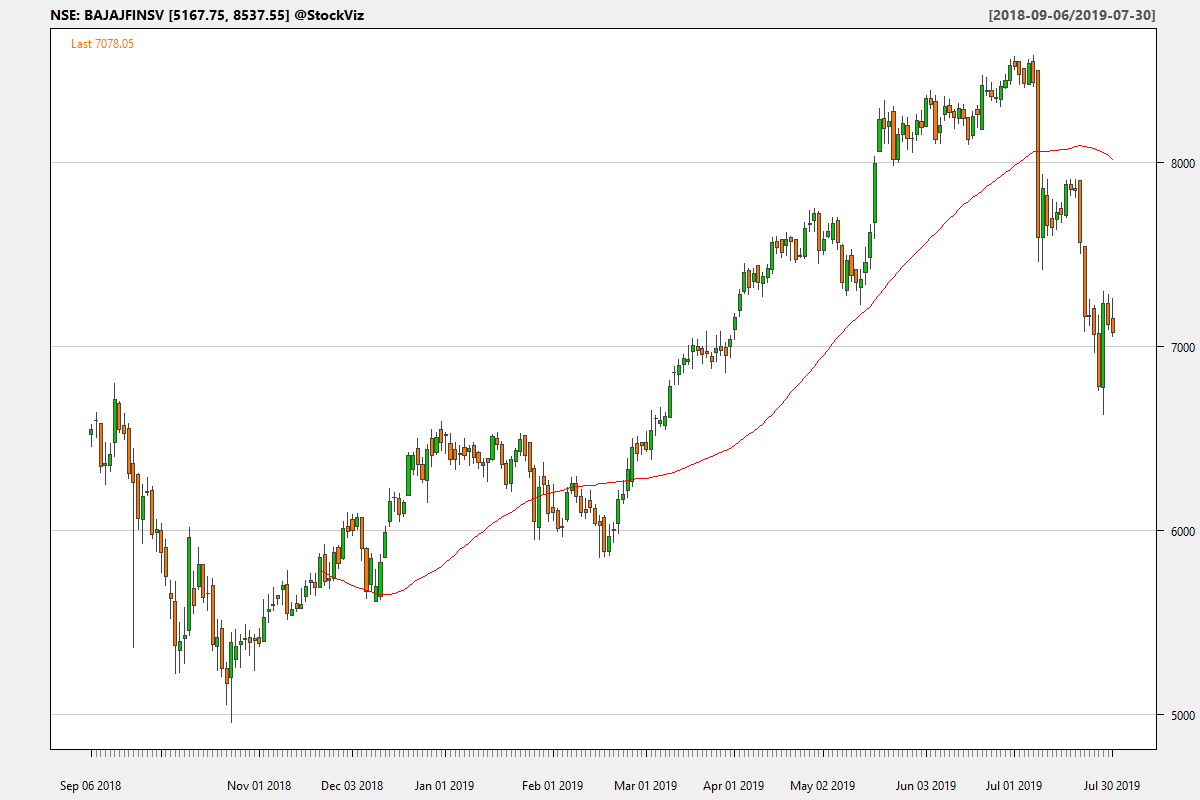 NSE: BAJAJFINSV [5167.75, 8537.55] @StockViz
[2018-09-06/2019-07-30]
Last 7078.05
8000
7000
6000
5000
Sep 06 2018
Nov 01 2018
Dec 03 2018
Jan 01 2019
Feb 01 2019
Mar 01 2019
Apr 01 2019
May 02 2019
Jun 03 2019
Jul 01 2019
Jul 30 2019